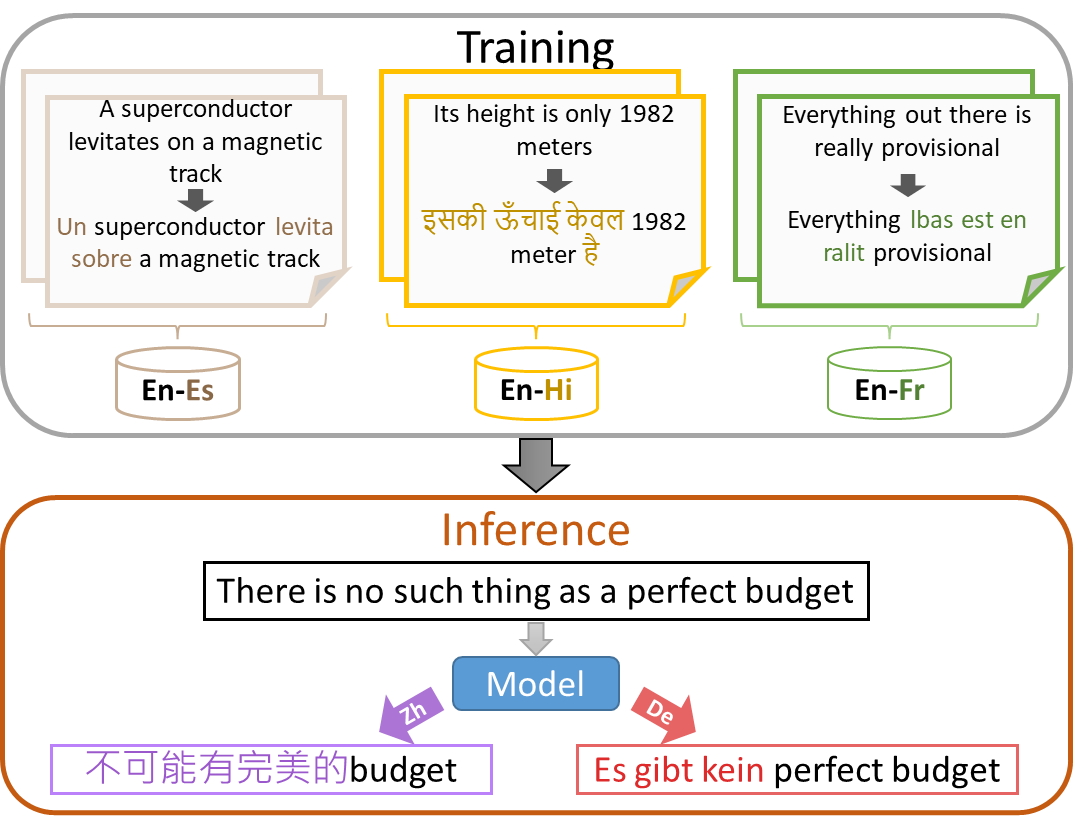 Training
A superconductor
levitates on a magnetic
track
Un superconductor levita
sobre a magnetic track
En-Es
Its height is only 1982
meters
इसकी ऊँचाई केवल 1982
meter है
En-Hi
Everything out there is
really provisional
Everything lbas est en
ralit provisional
En-Fr
Inference
There is no such thing as a perfect budget
Model
Zh
De
不可能有完美的budget
Es gibt kein perfect budget